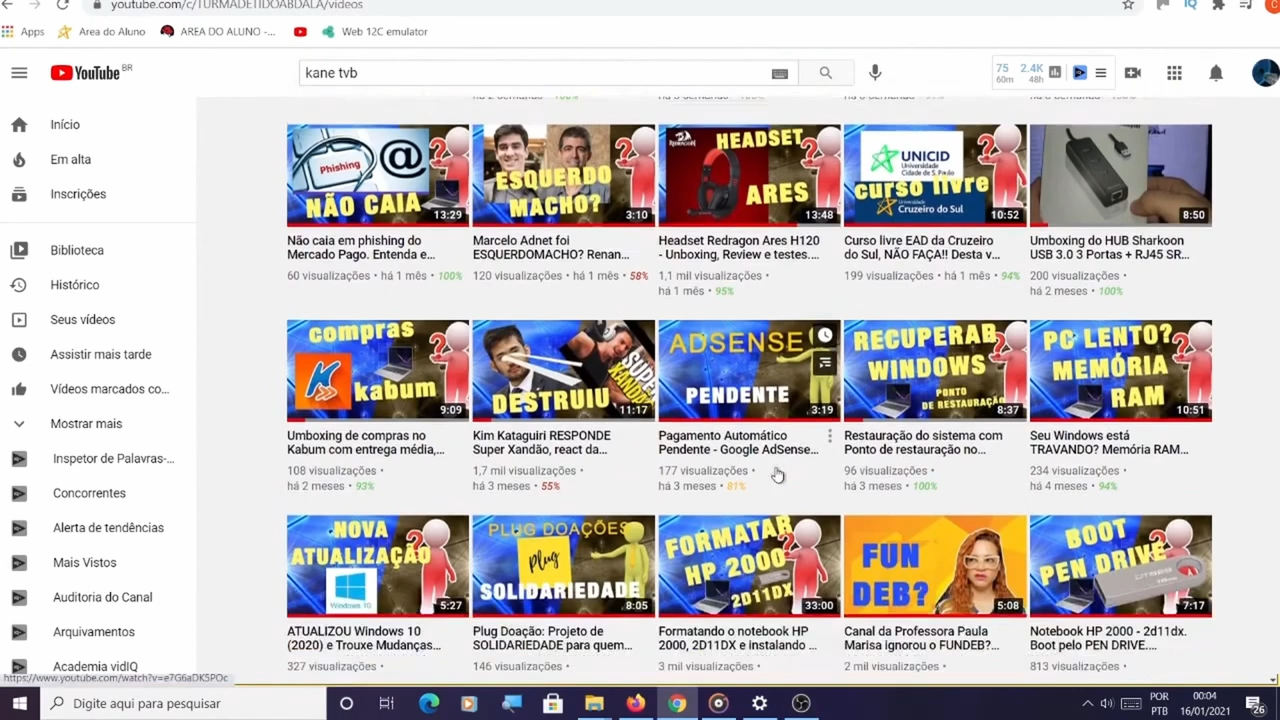 youtube.com/c/TURMADETIDOABDALA/videos
Apps
Area do Aluno
AREA DO ALUNO -...
Web 12C emulator
YouTube BR
kane tvb
75
60m
2.4K
48h
Início
Em alta
Inscrições
Biblioteca
Histórico
Seus vídeos
Assistir mais tarde
Vídeos marcados co...
Mostrar mais
Inspetor de Palavras-...
Concorrentes
Alerta de tendências
Mais Vistos
Auditoria do Canal
Arquivamentos
Academia vidIQ
Phishing
@
NÃO CAIA
13:29
Não caia em phishing do
Mercado Pago. Entenda e...
60 visualizações • há 1 mês • 100%
ESQUERDO
MACHO?
3:10
Marcelo Adnet foi
ESQUERDOMACHO? Renan...
120 visualizações • há 1 mês • 58%
REDRAGON
HEADSET
ARES
13:48
Headset Redragon Ares H120
- Unboxing, Review e testes....
1,1 mil visualizações •
há 1 mês • 95%
UNICID
Universidade
Cidade de S. Paulo
curso livre
Universidade
Cruzeiro do Sul
10:52
Curso livre EAD da Cruzeiro
do Sul, NÃO FAÇA!! Desta v...
199 visualizações • há 1 mês • 94%
8:50
Umboxing do HUB Sharkoon
USB 3.0 3 Portas + RJ45 SR...
200 visualizações •
há 2 meses • 100%
compras
kabum
9:09
Umboxing de compras no
Kabum com entrega média,...
108 visualizações •
há 2 meses • 93%
DESTRUIU
SUPER
XANDÃO
11:17
Kim Kataguiri RESPONDE
Super Xandão, react da...
1,7 mil visualizações •
há 3 meses • 55%
ADSENSE
PENDENTE
3:19
Pagamento Automático
Pendente - Google AdSense...
177 visualizações •
há 3 meses • 81%
RECUPERAR
WINDOWS
PONTO
DE RESTAURAÇÃO
8:37
Restauração do sistema com
Ponto de restauração no...
96 visualizações •
há 3 meses • 100%
PC LENTO?
MEMÓRIA
RAM
10:51
Seu Windows está
TRAVANDO? Memória RAM...
234 visualizações •
há 4 meses • 94%
NOVA
ATUALIZAÇÃO
Windows 10
5:27
ATUALIZOU Windows 10
(2020) e Trouxe Mudanças...
327 visualizações •
PLUG DOAÇÕES
Plug
SOLIDARIEDADE
8:05
Plug Doação: Projeto de
SOLIDARIEDADE para quem...
146 visualizações •
FORMATAR
HP 2000
2D11DX
33:00
Formatando o notebook HP
2000, 2D11DX e instalando ...
3 mil visualizações •
FUN
DEB?
5:08
Canal da Professora Paula
Marisa ignorou o FUNDEB?...
2 mil visualizações •
BOOT
PEN DRIVE
7:17
Notebook HP 2000 - 2d11dx.
Boot pelo PEN DRIVE....
813 visualizações •
https://www.youtube.com/watch?v=e7G6aDK5POc
Digite aqui para pesquisar
POR
PTB
00:04
16/01/2021
26